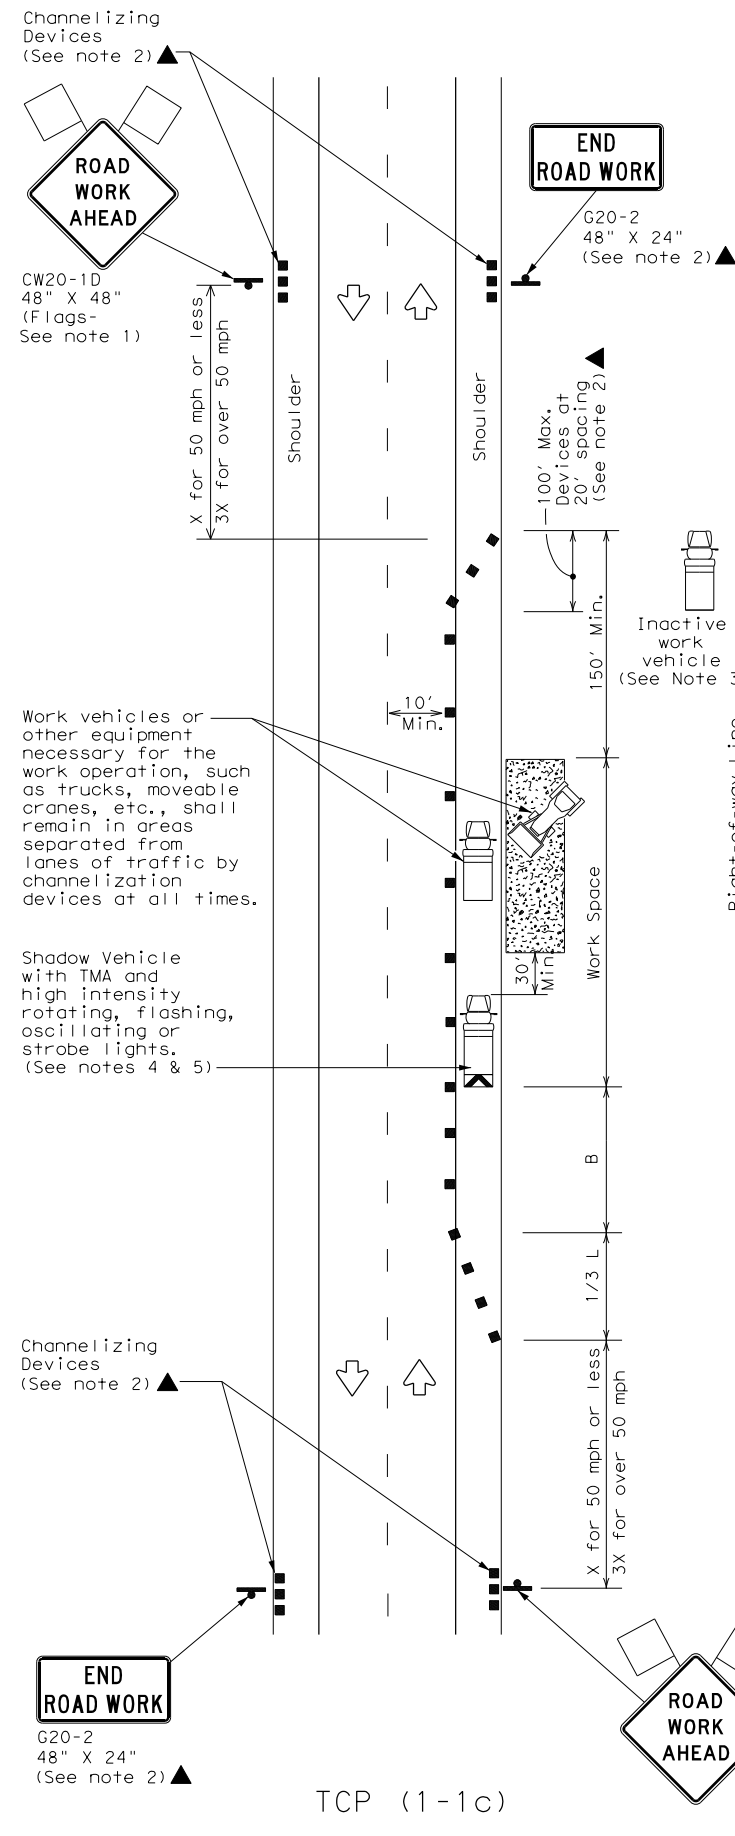 Channelizing
Devices
(See note 2)
ROAD
WORK
AHEAD
CW20-1D
48" X 48"
(Flags-
See note 1)
END
ROAD WORK
G20-2
48" X 24"
(See note 2)
X for 50 mph or less
3X for over 50 mph
Shoulder
Shoulder
100' Max.
Devices at
20' spacing
(See note 2)
150' Min.
Inactive
work
vehicle
(See Note 3
10'
Min.
Work vehicles or
other equipment
necessary for the
work operation, such
as trucks, moveable
cranes, etc., shall
remain in areas
separated from
lanes of traffic by
channelization
devices at all times.
Right-of-way Line
Work Space
30'
Min.
Shadow Vehicle
with TMA and
high intensity
rotating, flashing,
oscillating or
strobe lights.
(See notes 4 & 5)
B
1/3 L
Channelizing
Devices
(See note 2)
X for 50 mph or less
3X for over 50 mph
END
ROAD WORK
G20-2
48" X 24"
(See note 2)
ROAD
WORK
AHEAD
TCP (1-1c)